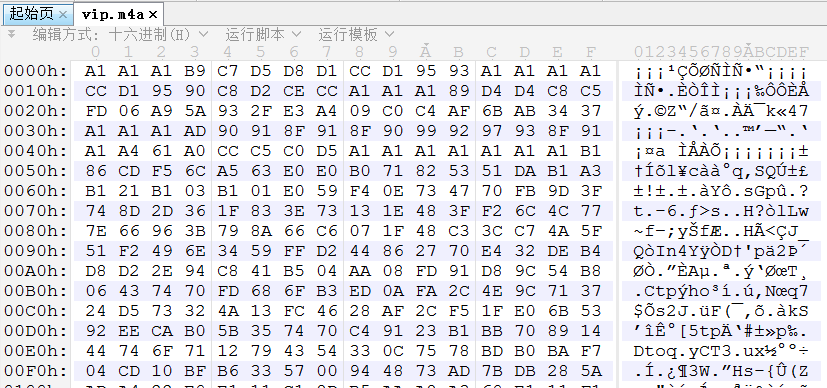 起始页 vip.m4a
编辑方式: 十六进制(H) 运行脚本 运行模板
0 1 2 3 4 5 6 7 8 9 A B C D E F 0123456789ABCDEF
0000h: A1 A1 A1 B9 C7 D5 D8 D1 CC D1 95 93 A1 A1 A1 A1 ¡¡¡¹ÇÕØÑÌÑ•“¡¡¡¡
0010h: CC D1 95 90 C8 D2 CE CC A1 A1 A1 89 D4 D4 C8 C5 ÌÑ•.ÈÒÎÌ¡¡¡‰ÔÔÈÅ
0020h: FD 06 A9 5A 93 2F E3 A4 09 C0 C4 AF 6B AB 34 37 ý.©Z“/ã¤.ÀÄ¯k«47
0030h: A1 A1 A1 AD 90 91 8F 91 8F 90 99 92 97 93 8F 91
0040h: A1 A4 61 A0 CC C5 C0 D5 A1 A1 A1 A1 A1 A1 A1 B1 ¡¤a ÌÅÀÕ¡¡¡¡¡¡¡±
0050h: 86 CD F5 6C A5 63 E0 E0 B0 71 82 53 51 DA B1 A3 †Íõl¥càà°q‚SQÚ±£
0060h: B1 21 B1 03 B1 01 E0 59 F4 0E 73 47 70 FB 9D 3F ±!±.±.àYô.sGpû.?
0070h: 74 8D 2D 36 1F 83 3E 73 13 1E 48 3F F2 6C 4C 77 t.-6.ƒ>s..H?òlLw
0080h: 7E 66 96 3B 79 8A 66 C6 07 1F 48 C3 3C C7 4A 5F ~f–;yŠfÆ..HÃ<ÇJ_
0090h: 51 F2 49 6E 34 59 FF D2 44 86 27 70 E4 32 DE B4 QòIn4YÿÒD†'pä2Þ´
00A0h: D8 D2 2E 94 C8 41 B5 04 AA 08 FD 91 D8 9C 54 B8 ØÒ.”ÈAµ.ª.ý‘ØœT¸
00B0h: 06 43 74 70 FD 68 6F B3 ED 0A FA 2C 4E 9C 71 37 .Ctpýho³í.ú,Nœq7
00C0h: 24 D5 73 32 4A 13 FC 46 28 AF 2C F5 1F E0 6B 53
00D0h: 92 EE CA B0 5B 35 74 70 C4 91 23 B1 BB 70 89 14 ’îÊ°[5tpÄ‘#±»p‰.
00E0h: 44 74 6F 71 12 79 43 54 33 0C 75 78 BD B0 BA F7 Dtoq.yCT3.ux½°º÷
00F0h: 04 CD 10 BF B6 33 57 00 94 48 73 AD 7B DB 28 5A